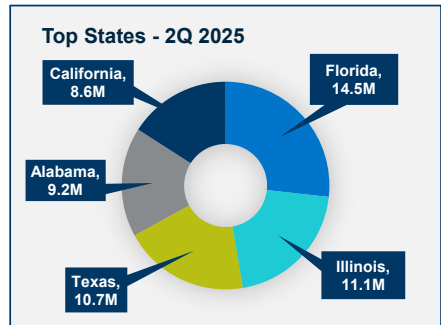 Top States - 2Q 2025
California,
8.6M
Florida,
14.5M
Alabama,
9.2M
Texas,
10.7M
Illinois,
11.1M